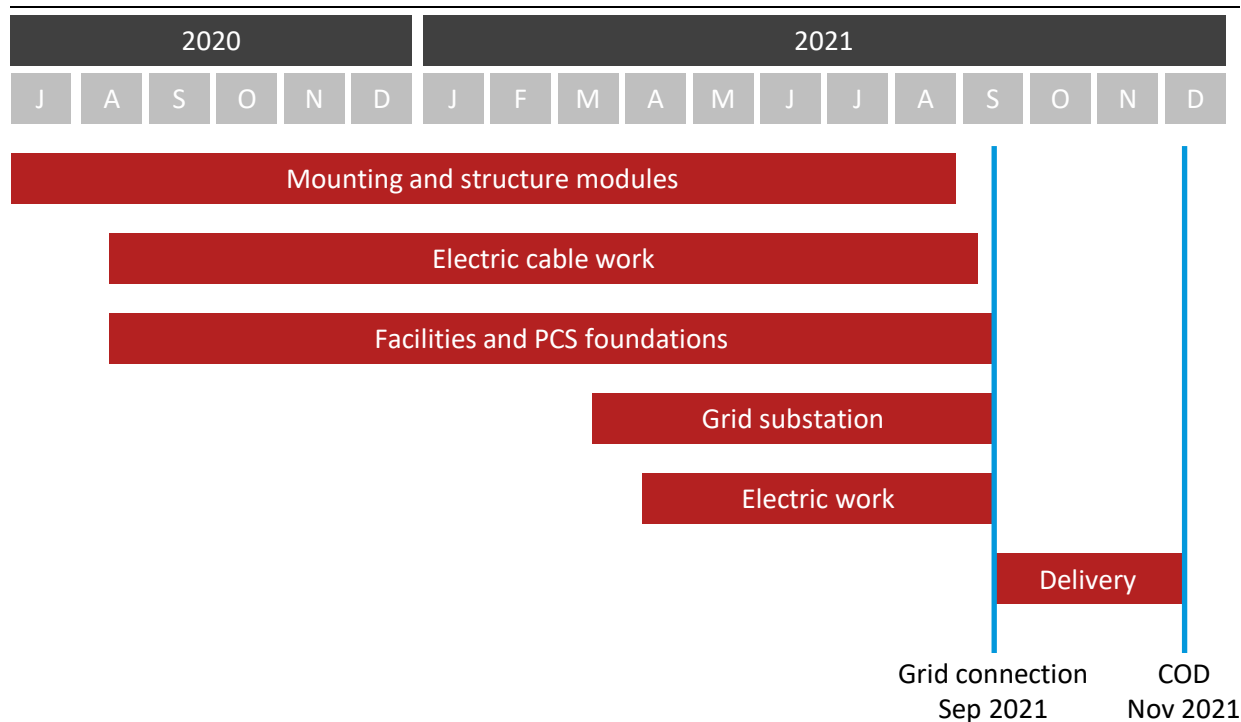 2020 2021
J A S O N D J F M A M J J A S O N D
Mounting and structure modules
Electric cable work
Facilities and PCS foundations
Grid substation
Electric work
Delivery
Grid connection COD
Sep 2021 Nov 2021